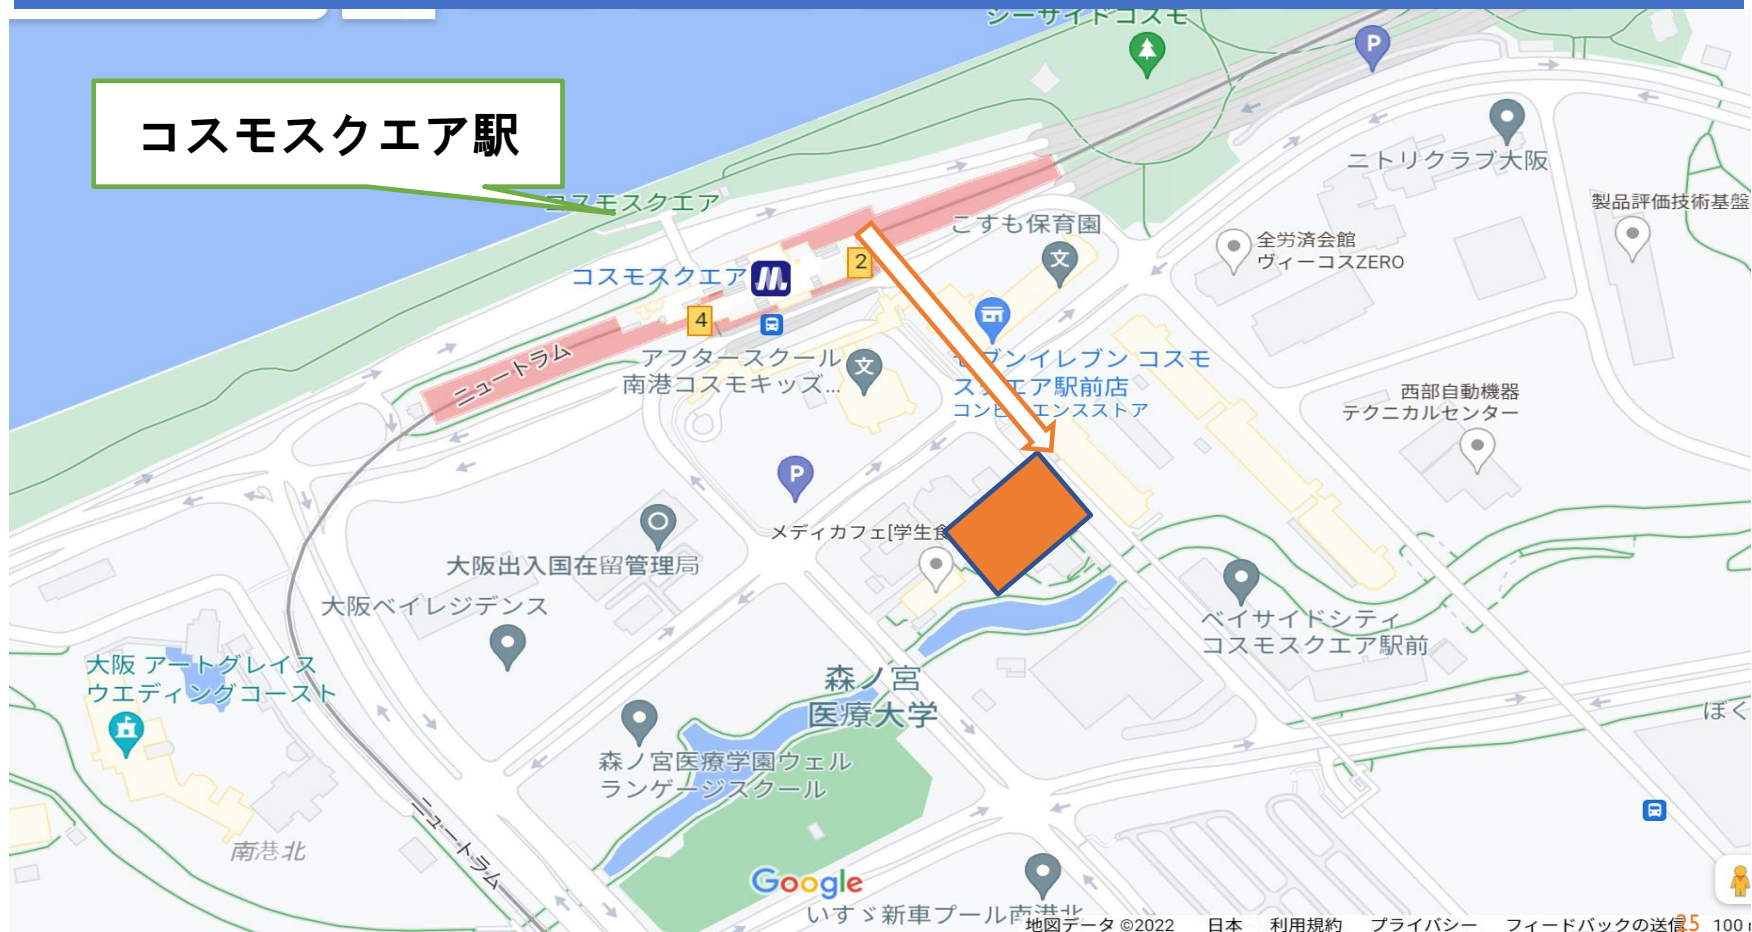 シーサイドコスモ
P
コスモスクエア駅
ニトリクラブ大阪
コスモスクエア
製品評価技術基盤
こすも保育園
全労済会館
ヴィーコスZERO
文
2
コスモスクエア
4
ニュートラム
アフタースクール
南港コスモキッズ...
文
セブンイレブン コスモ
スクエア駅前店
コンビニエンスストア
西部自動機器
テクニカルセンター
P
メディカフェ[学生食
大阪出入国在留管理局
大阪ベイレジデンス
ベイサイドシティ
コスモスクエア駅前
大阪 アートグレイス
ウエディングコースト
森ノ宮
医療大学
ぼく
森ノ宮医療学園ウェル
ランゲージスクール
ニュートラム
南港北
Google
いすゞ新車プール南港北
地図データ ©2022 日本 利用規約 プライバシー フィードバックの送信 25 100